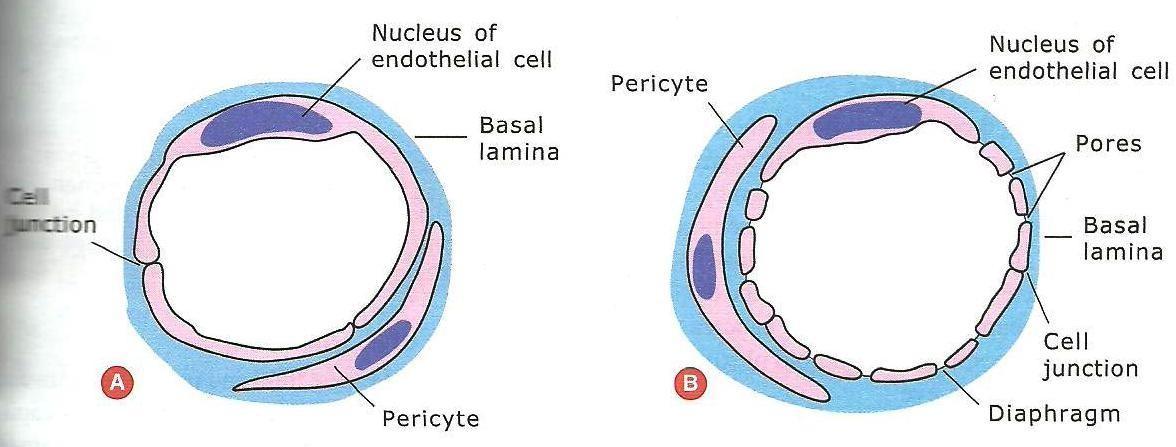 Nucleus of
endothelial cell
Basal
lamina
Cell
junction
A
Pericyte
Pericyte
Nucleus of
endothelial cell
Pores
Basal
lamina
Cell
junction
Diaphragm
B